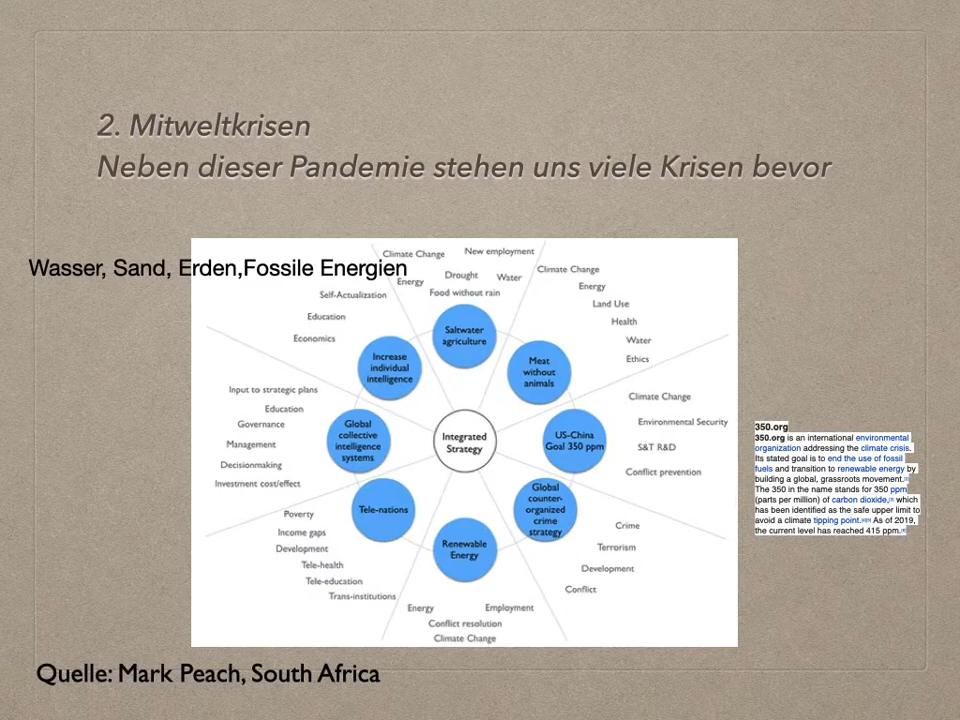 2. Mitweltkrisen
Neben dieser Pandemie stehen uns viele Krisen bevor
Wasser, Sand, Erden,Fossile Energien
Climate Change
New employment
Energy
Drought
Water
Food without rain
Climate Change
Energy
Land Use
Health
Water
Ethics
Self-Actualization
Education
Economics
Saltwater
agriculture
Increase
individual
intelligence
Meat
without
animals
Input to strategic plans
Education
Governance
Management
Decisionmaking
Investment cost/effect
Global
collective
intelligence
systems
Integrated
Strategy
US-China
Goal 350 ppm
Climate Change
Environmental Security
S&T R&D
Conflict prevention
Tele-nations
Global
counter-
organized
crime
strategy
Renewable
Energy
Poverty
Income gaps
Development
Tele-health
Tele-education
Trans-institutions
Crime
Terrorism
Development
Conflict
Energy
Employment
Conflict resolution
Climate Change
350.org
350.org is an international environmental
organization addressing the climate crisis.
Its stated goal is to end the use of fossil
fuels and transition to renewable energy by
building a global, grassroots movement.
The 350 in the name stands for 350 ppm
(parts per million) of carbon dioxide, which
has been identified as the safe upper limit to
avoid a climate tipping point. As of 2019,
the current level has reached 415 ppm.
Quelle: Mark Peach, South Africa